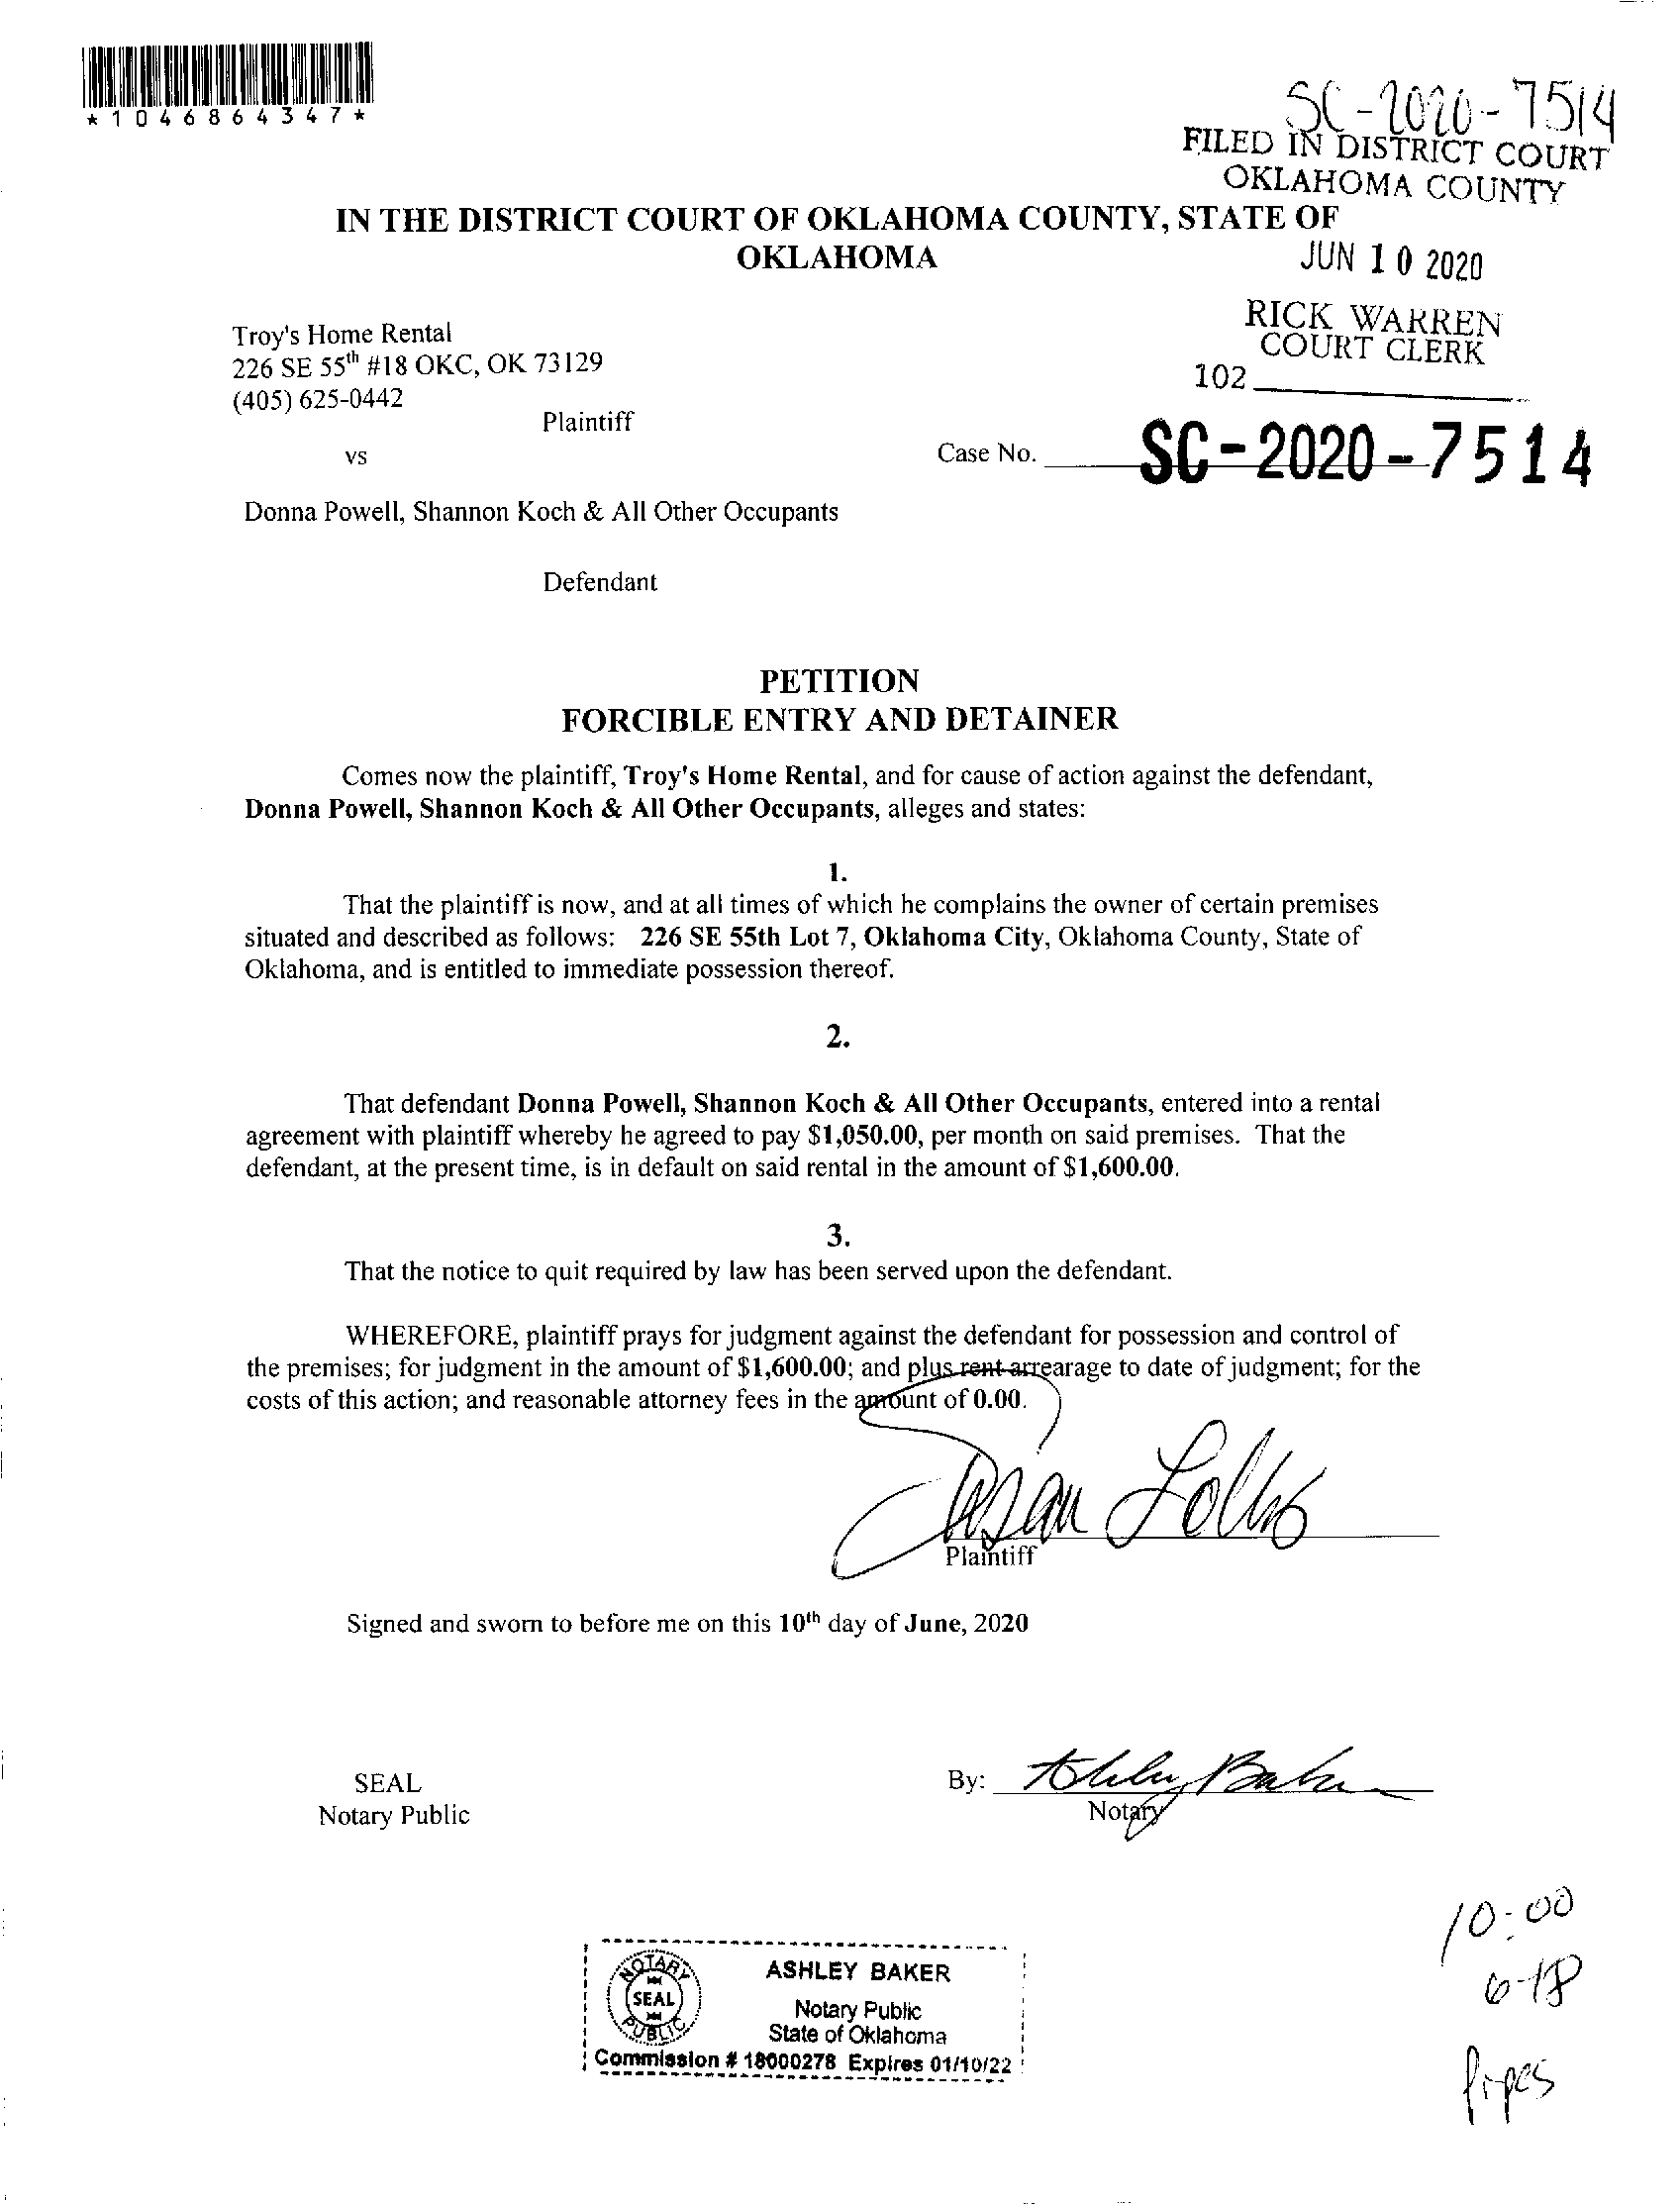 *1046864347*
SC-2020-7514
FILED IN DISTRICT COURT
OKLAHOMA COUNTY
IN THE DISTRICT COURT OF OKLAHOMA COUNTY, STATE OF
OKLAHOMA
JUN 10 2020
RICK WARREN
COURT CLERK
102
Troy's Home Rental
226 SE 55th #18 OKC, OK 73129
(405) 625-0442
Plaintiff
vs
Case No. SC-2020-7514
Donna Powell, Shannon Koch & All Other Occupants
Defendant
PETITION
FORCIBLE ENTRY AND DETAINER
Comes now the plaintiff, Troy's Home Rental, and for cause of action against the defendant,
Donna Powell, Shannon Koch & All Other Occupants, alleges and states:
1.
That the plaintiff is now, and at all times of which he complains the owner of certain premises
situated and described as follows: 226 SE 55th Lot 7, Oklahoma City, Oklahoma County, State of
Oklahoma, and is entitled to immediate possession thereof.
2.
That defendant Donna Powell, Shannon Koch & All Other Occupants, entered into a rental
agreement with plaintiff whereby he agreed to pay $1,050.00, per month on said premises. That the
defendant, at the present time, is in default on said rental in the amount of $1,600.00.
3.
That the notice to quit required by law has been served upon the defendant.
WHEREFORE, plaintiff prays for judgment against the defendant for possession and control of
the premises; for judgment in the amount of $1,600.00; and plus rent arrearage to date of judgment; for the
costs of this action; and reasonable attorney fees in the amount of 0.00.
Plaintiff
Signed and sworn to before me on this 10th day of June, 2020
SEAL
Notary Public
By: Ashley Baker
Notary
10:00
6-18
Pipes
NOTARY
SEAL
PUBLIC
ASHLEY BAKER
Notary Public
State of Oklahoma
Commission # 18000278 Expires 01/10/22